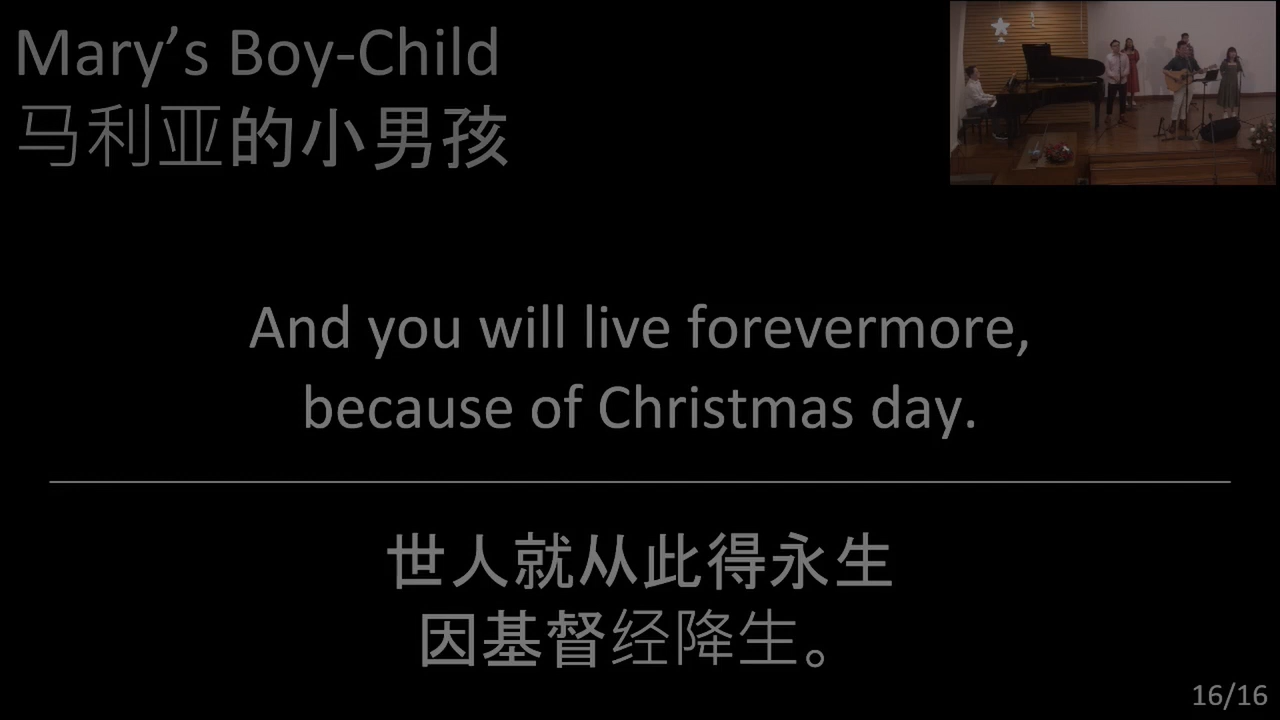 Mary’s Boy-Child
马利亚的小男孩
And you will live forevermore,
because of Christmas day.
世人就从此得永生
因基督经降生。
16/16